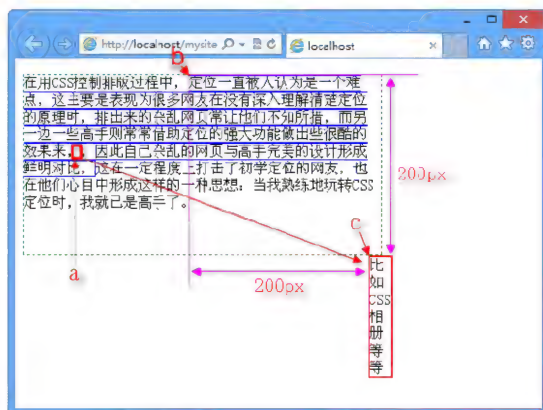 http://localhost/mysite
localhost
b
在用CSS控制排版过程中，定位一直被人认为是一个难
点，这主要是表现为很多网友在没有深入理解清楚定位
的原理时，排出来的杂乱网页常让他们不知所措，而另
一边一些高手则常常借助定位的强大功能做出些很酷的
效果来， 因此自己杂乱的网页与高手完美的设计形成
鲜明对比，这在一定程度上打击了初学定位的网友，也
在他们心目中形成这样的一种思想：当我熟练地玩转CSS
定位时，我就已是高手了。
200px
a
200px
c
比
如
CSS
相
册
等
等